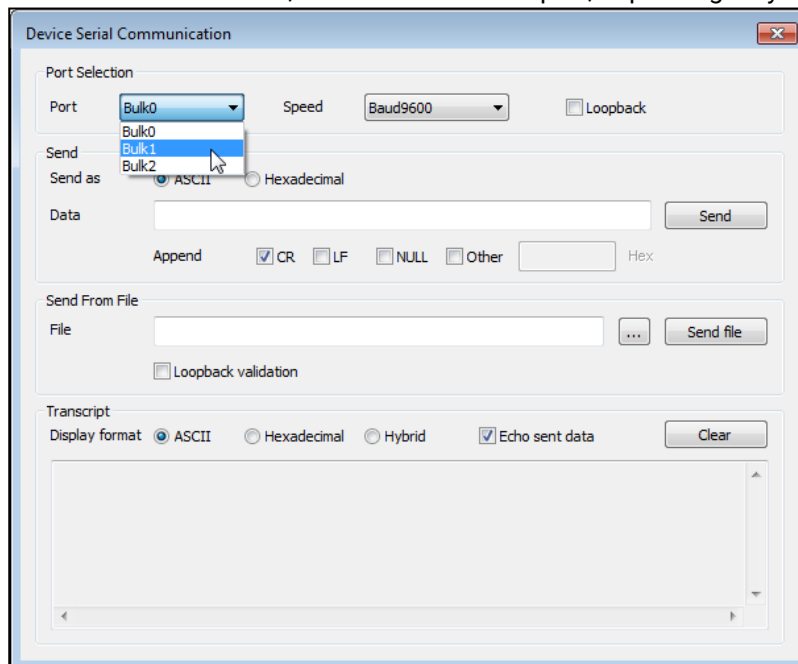 Device Serial Communication
Port Selection
Port Bulk0 Speed Baud9600 Loopback
Bulk0
Bulk1
Bulk2
Send
Send as ASCII Hexadecimal
Data Send
Append CR LF NULL Other Hex
Send From File
File ... Send file
Loopback validation
Transcript
Display format ASCII Hexadecimal Hybrid Echo sent data Clear